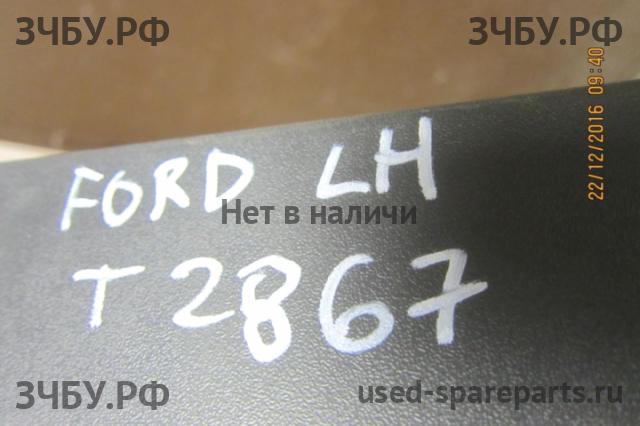 ЗЧБУ.РФ ЗЧБУ.РФ
22/12/2016 09:40
FORD LH
Нет в наличи
T2867
ЗЧБУ.РФ used-spareparts.ru